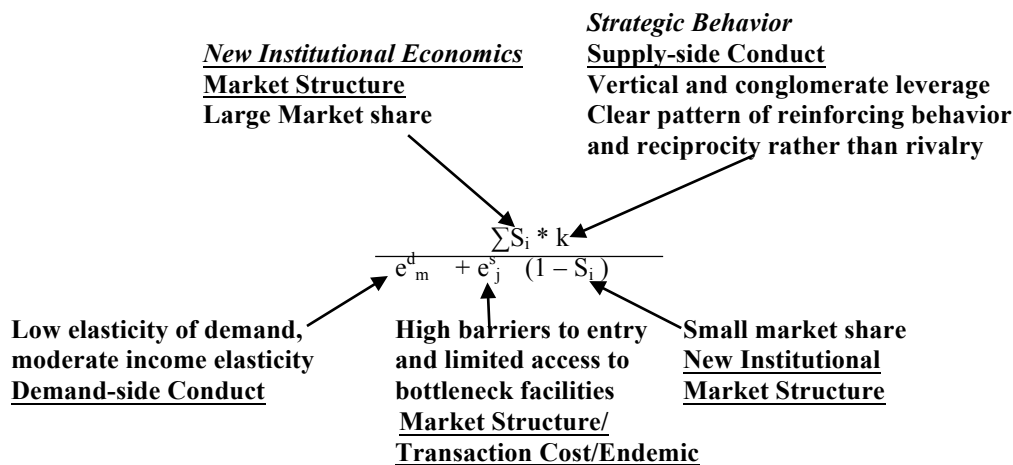 New Institutional Economics
Market Structure
Large Market share
Strategic Behavior
Supply-side Conduct
Vertical and conglomerate leverage
Clear pattern of reinforcing behavior
and reciprocity rather than rivalry
∑Sᵢ * k
eᵈₘ + eˢⱼ (1 – Sᵢ )
Low elasticity of demand,
moderate income elasticity
Demand-side Conduct
High barriers to entry
and limited access to
bottleneck facilities
Market Structure/
Transaction Cost/Endemic
Small market share
New Institutional
Market Structure